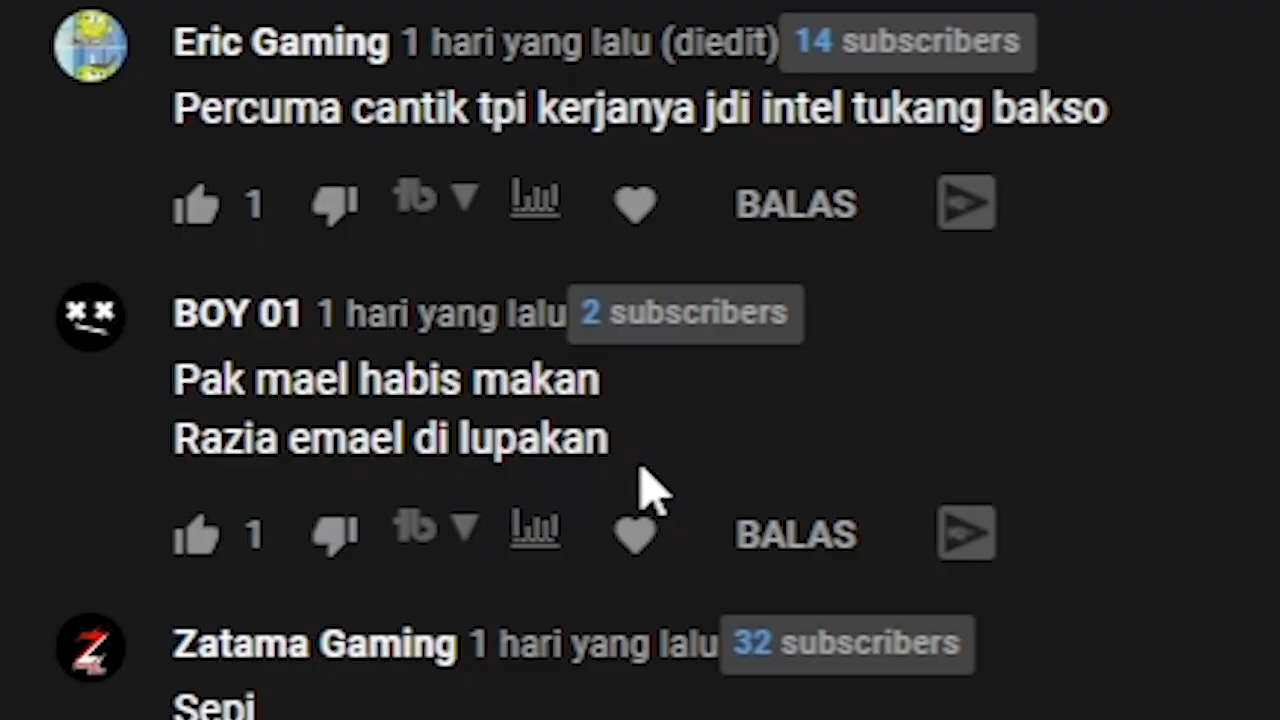 Eric Gaming 1 hari yang lalu (diedit) 14 subscribers
Percuma cantik tpi kerjanya jdi intel tukang bakso
1 BALAS
BOY 01 1 hari yang lalu 2 subscribers
Pak mael habis makan
Razia emael di lupakan
1 BALAS
Zatama Gaming 1 hari yang lalu 32 subscribers
Sepi